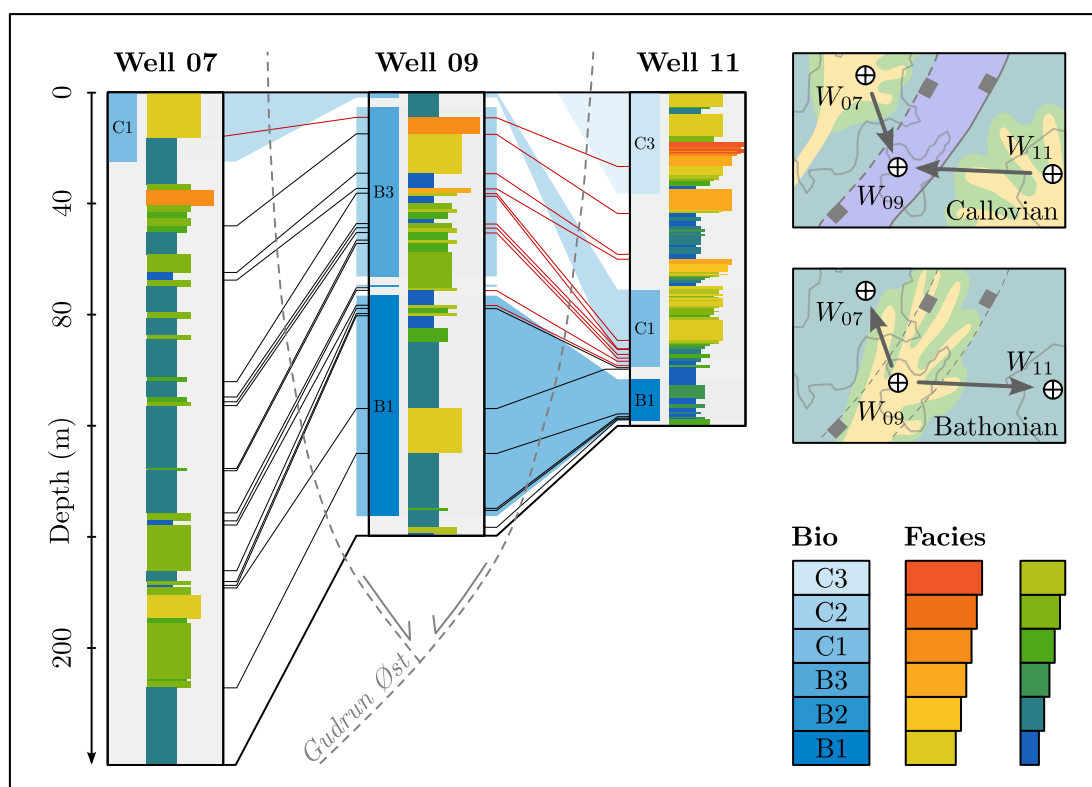 Well 07
Well 09
Well 11
0
40
80
200
Depth (m)
C1
B3
B1
C3
C1
B1
Gudrun Øst
W07
W09
W11
Callovian
W07
W09
W11
Bathonian
Bio
Facies
C3
C2
C1
B3
B2
B1